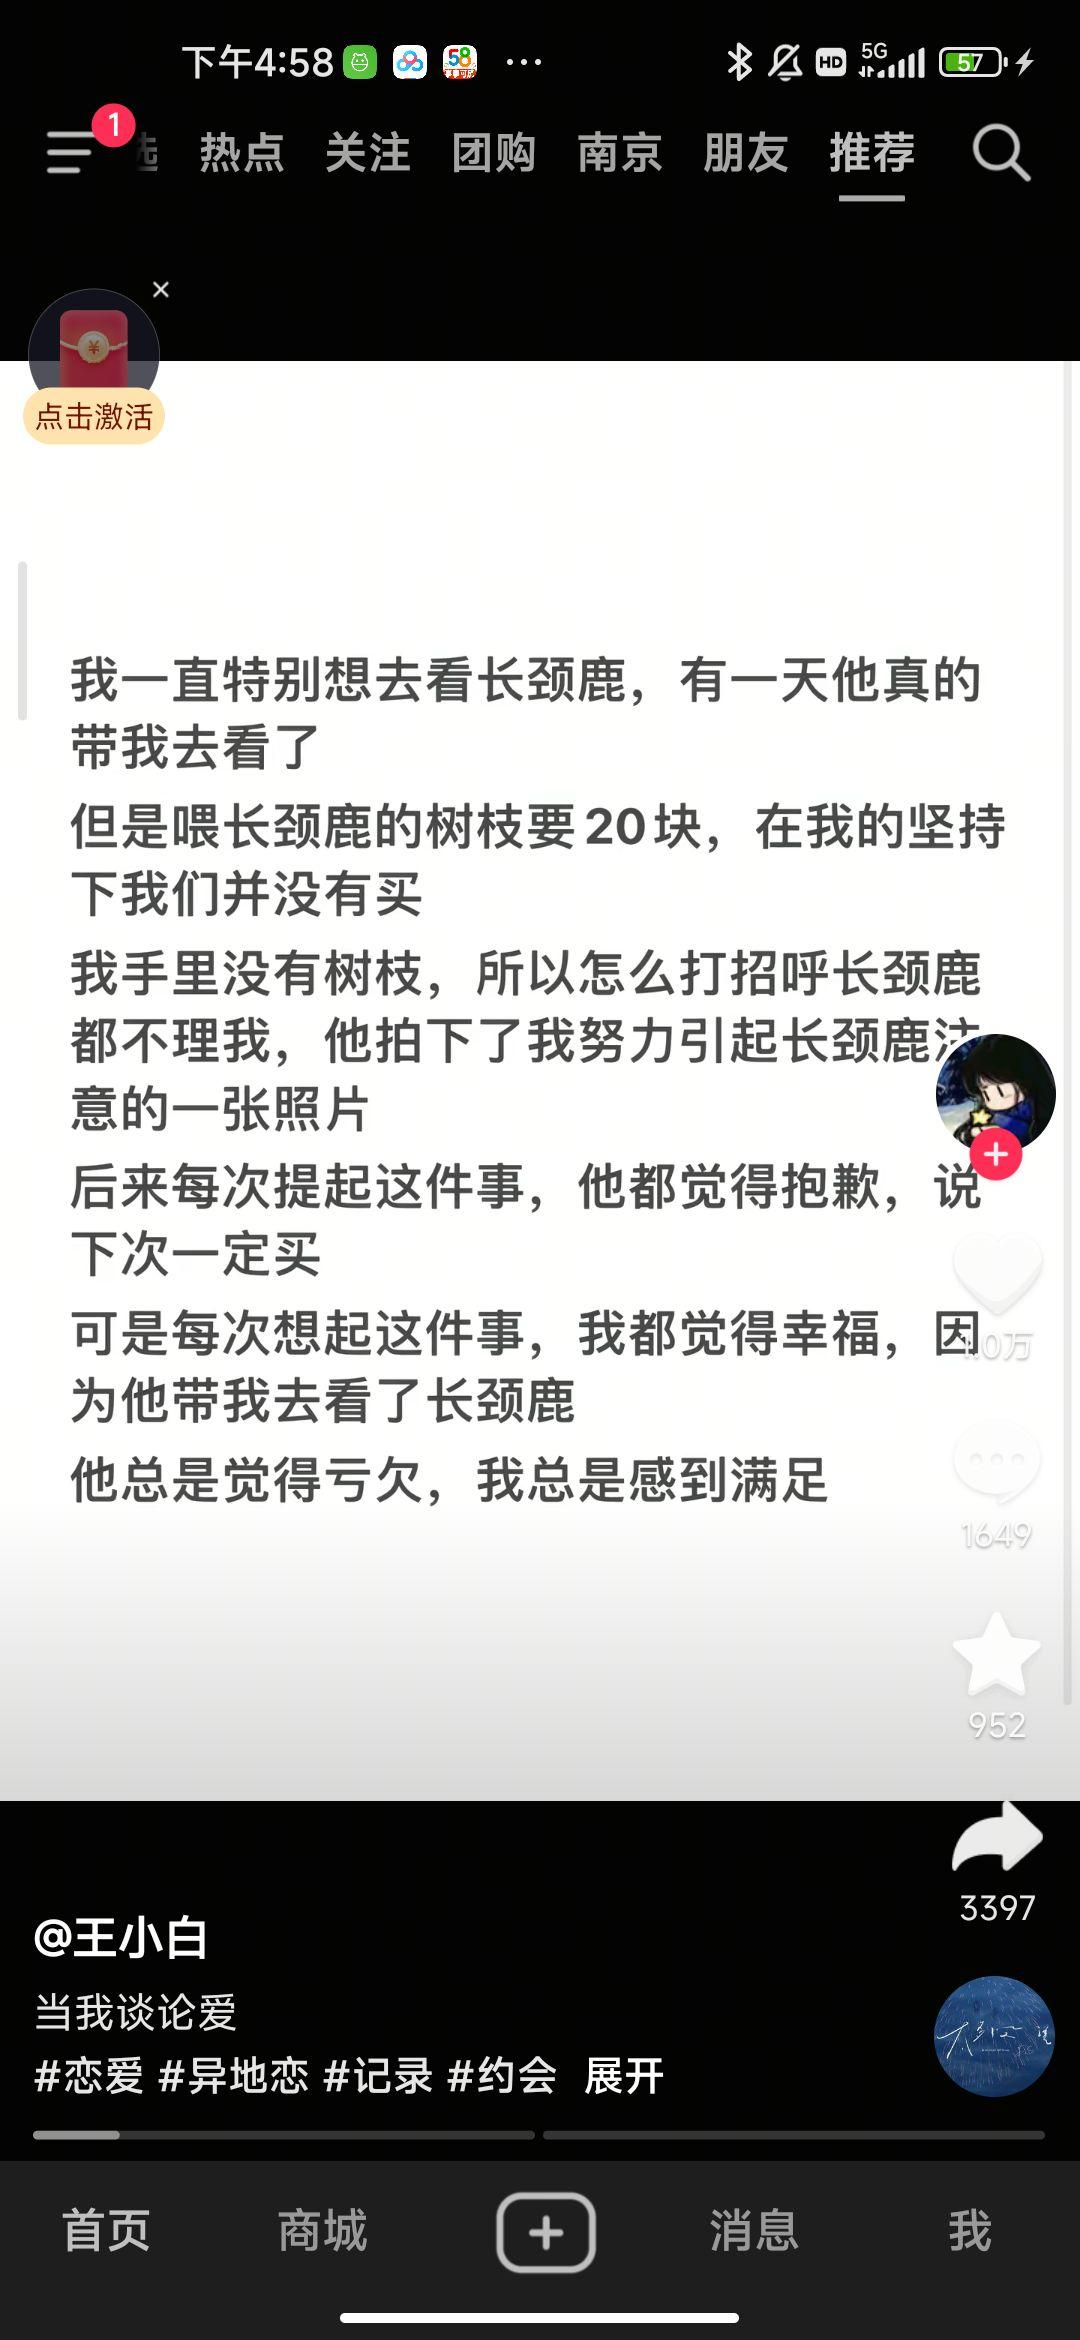 下午4:58
HD
5G
57
1
热点 关注 团购 南京 朋友 推荐
点击激活
我一直特别想去看长颈鹿，有一天他真的
带我去看了
但是喂长颈鹿的树枝要20块，在我的坚持
下我们并没有买
我手里没有树枝，所以怎么打招呼长颈鹿
都不理我，他拍下了我努力引起长颈鹿注
意的一张照片
后来每次提起这件事，他都觉得抱歉，说
下次一定买
可是每次想起这件事，我都觉得幸福，因
为他带我去看了长颈鹿
他总是觉得亏欠，我总是感到满足
1.0万
1649
952
3397
@王小白
当我谈论爱
#恋爱 #异地恋 #记录 #约会 展开
首页 商城 消息 我